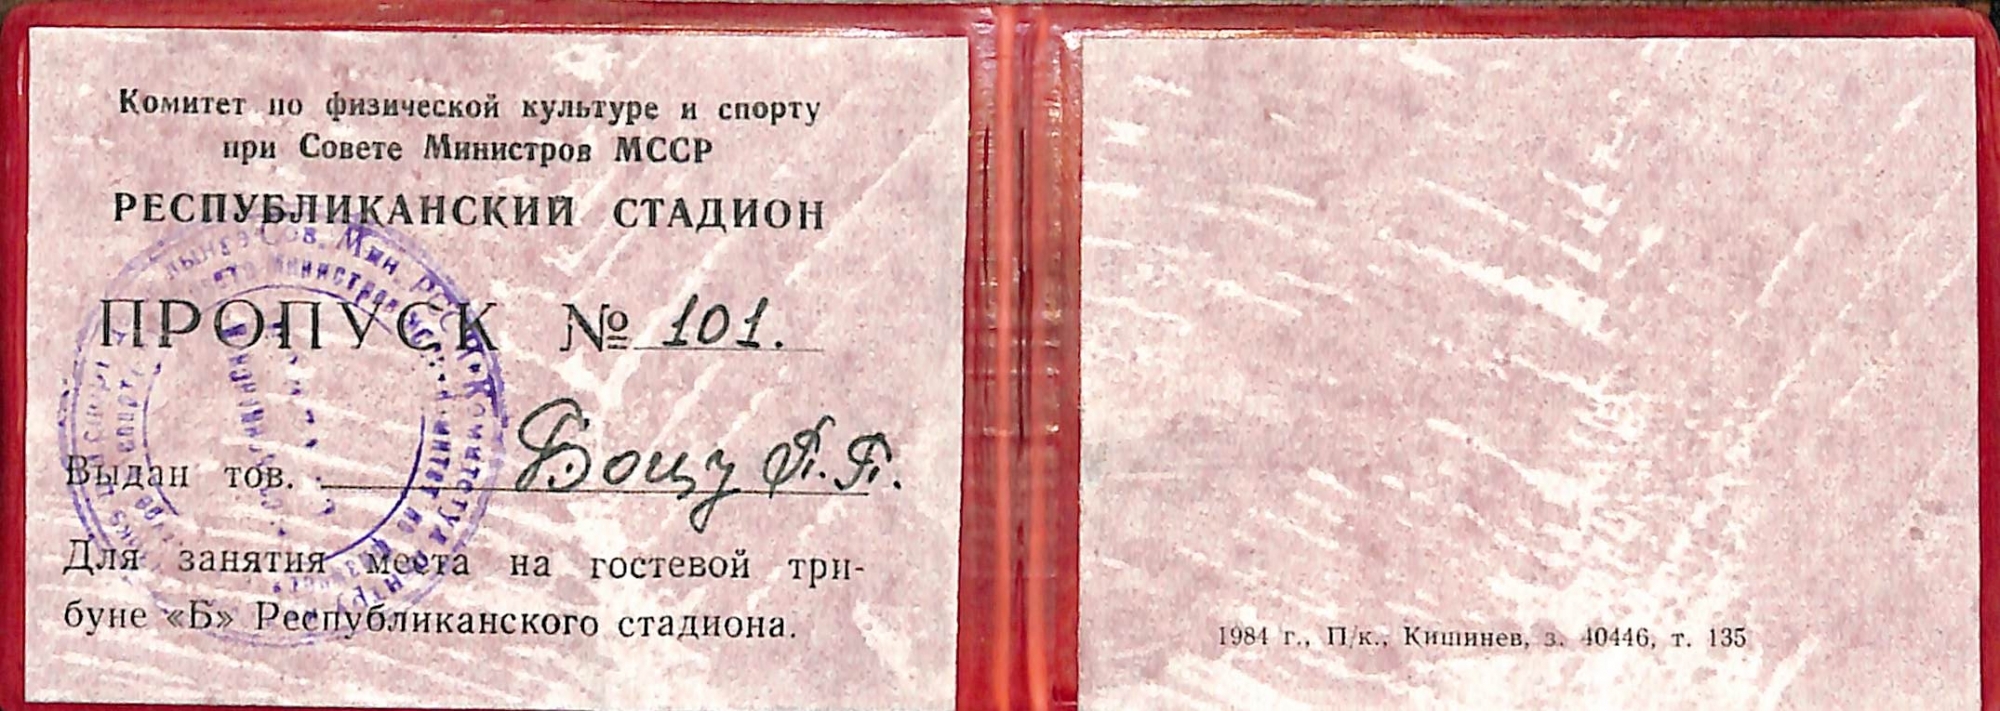 Комитет по физической культуре и спорту
при Совете Министров МССР
РЕСПУБЛИКАНСКИЙ СТАДИОН
ПРОПУСК № 101.
Выдан тов. Боцу П.П.
Для занятия места на гостевой три-
буне «Б» Республиканского стадиона.
1984 г., П/к., Кишинев, з. 40446, т. 135